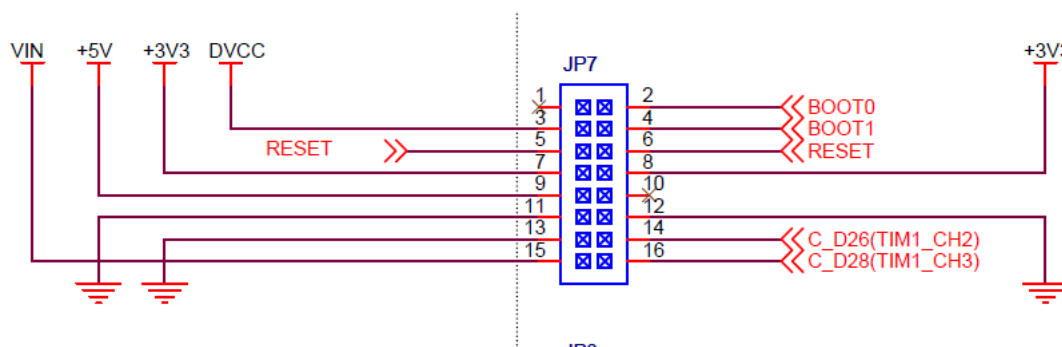 VIN +5V +3V3 DVCC +3V3
JP7
1 2 BOOT0
3 4 BOOT1
RESET 5 6 RESET
7 8
9 10
11 12
13 14 C_D26(TIM1_CH2)
15 16 C_D28(TIM1_CH3)